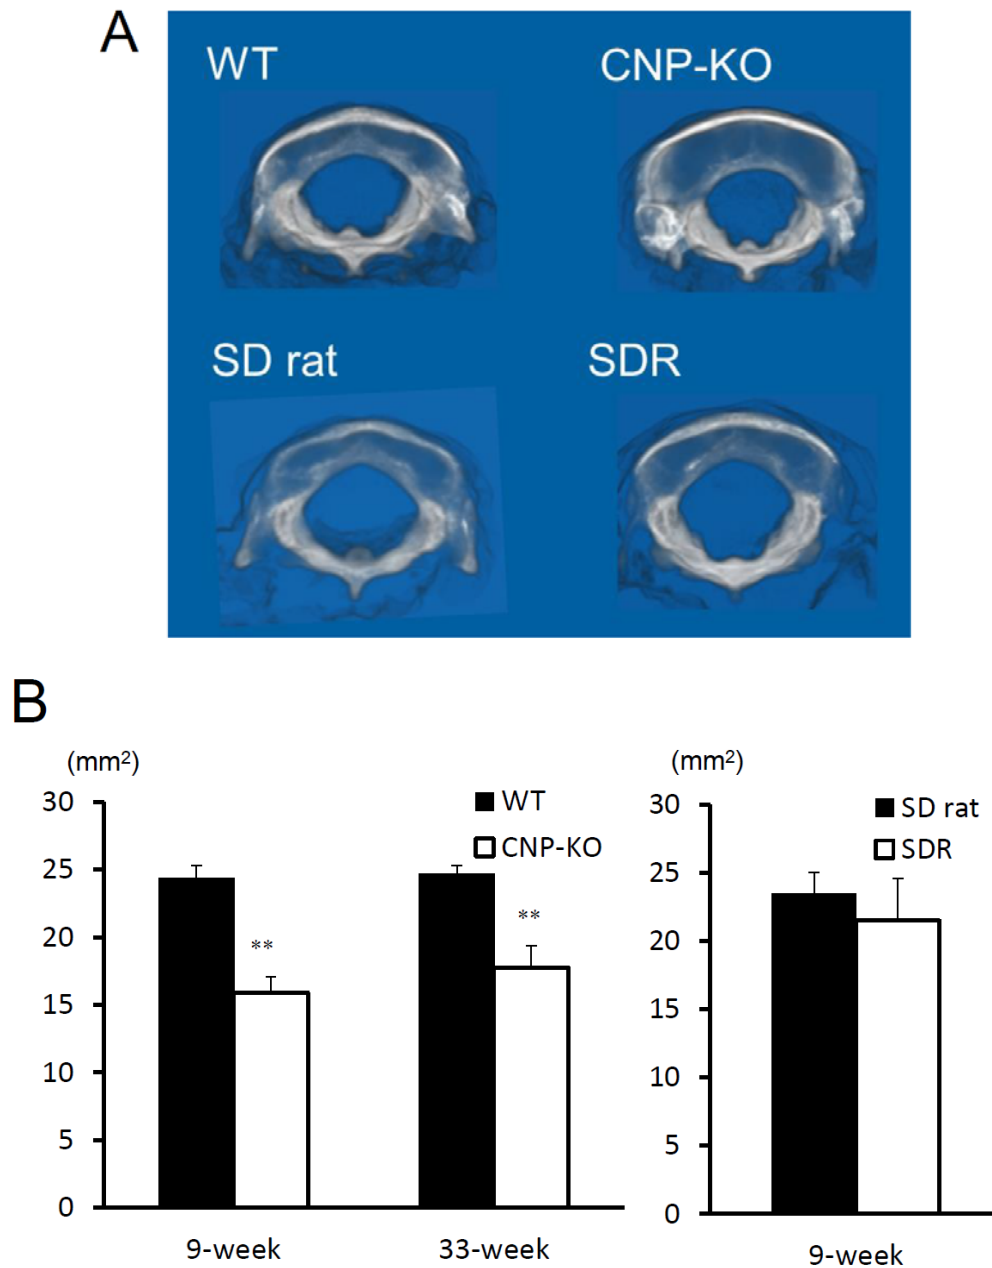 A
WT
CNP-KO
SD rat
SDR
B
(mm²)
30
25
20
15
10
5
0
WT
CNP-KO
**
**
9-week
33-week
(mm²)
30
25
20
15
10
5
0
SD rat
SDR
9-week